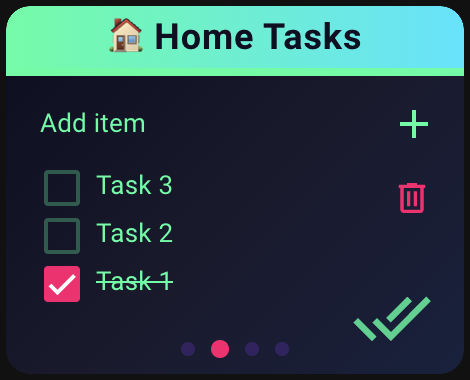 🏠 Home Tasks
Add item
Task 3
Task 2
Task 1